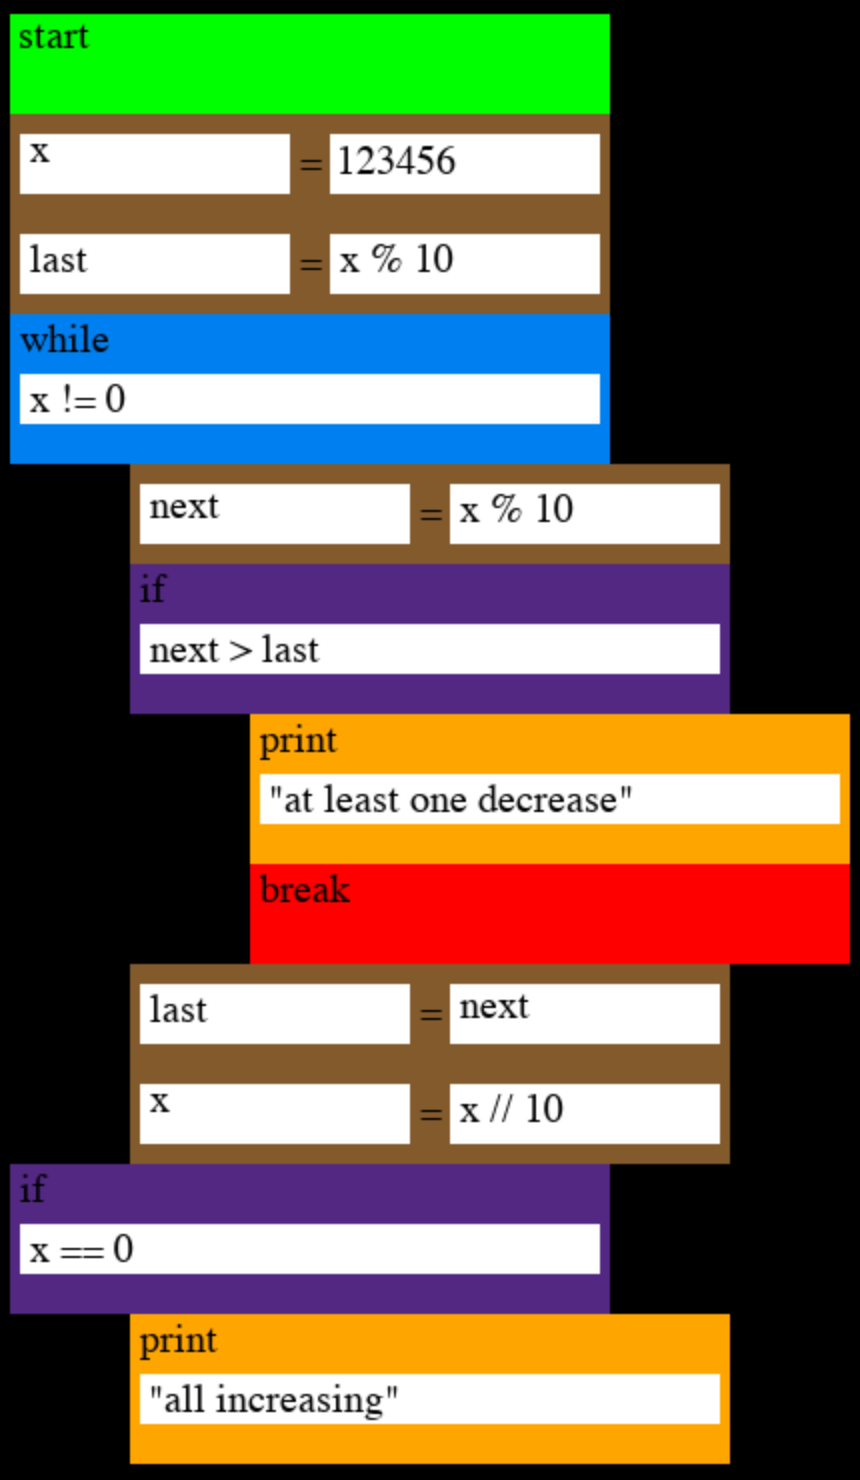 start
x = 123456
last = x % 10
while
x != 0
next = x % 10
if
next > last
print
"at least one decrease"
break
last = next
x = x // 10
if
x == 0
print
"all increasing"